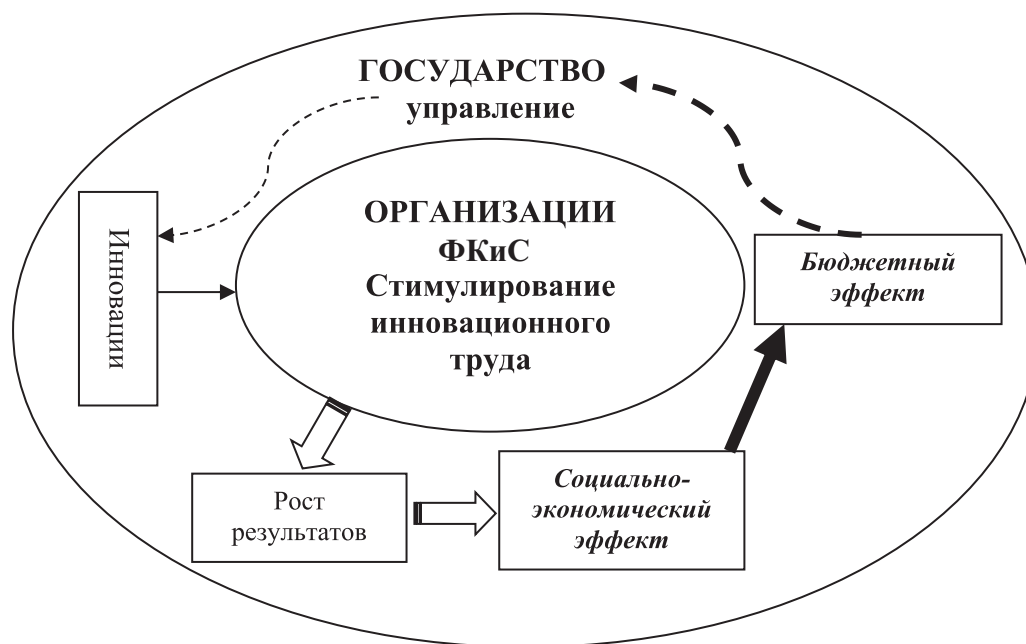 ГОСУДАРСТВО
управление
Инновации
ОРГАНИЗАЦИИ
ФКиС
Стимулирование
инновационного
труда
Бюджетный
эффект
Рост
результатов
Социально-
экономический
эффект